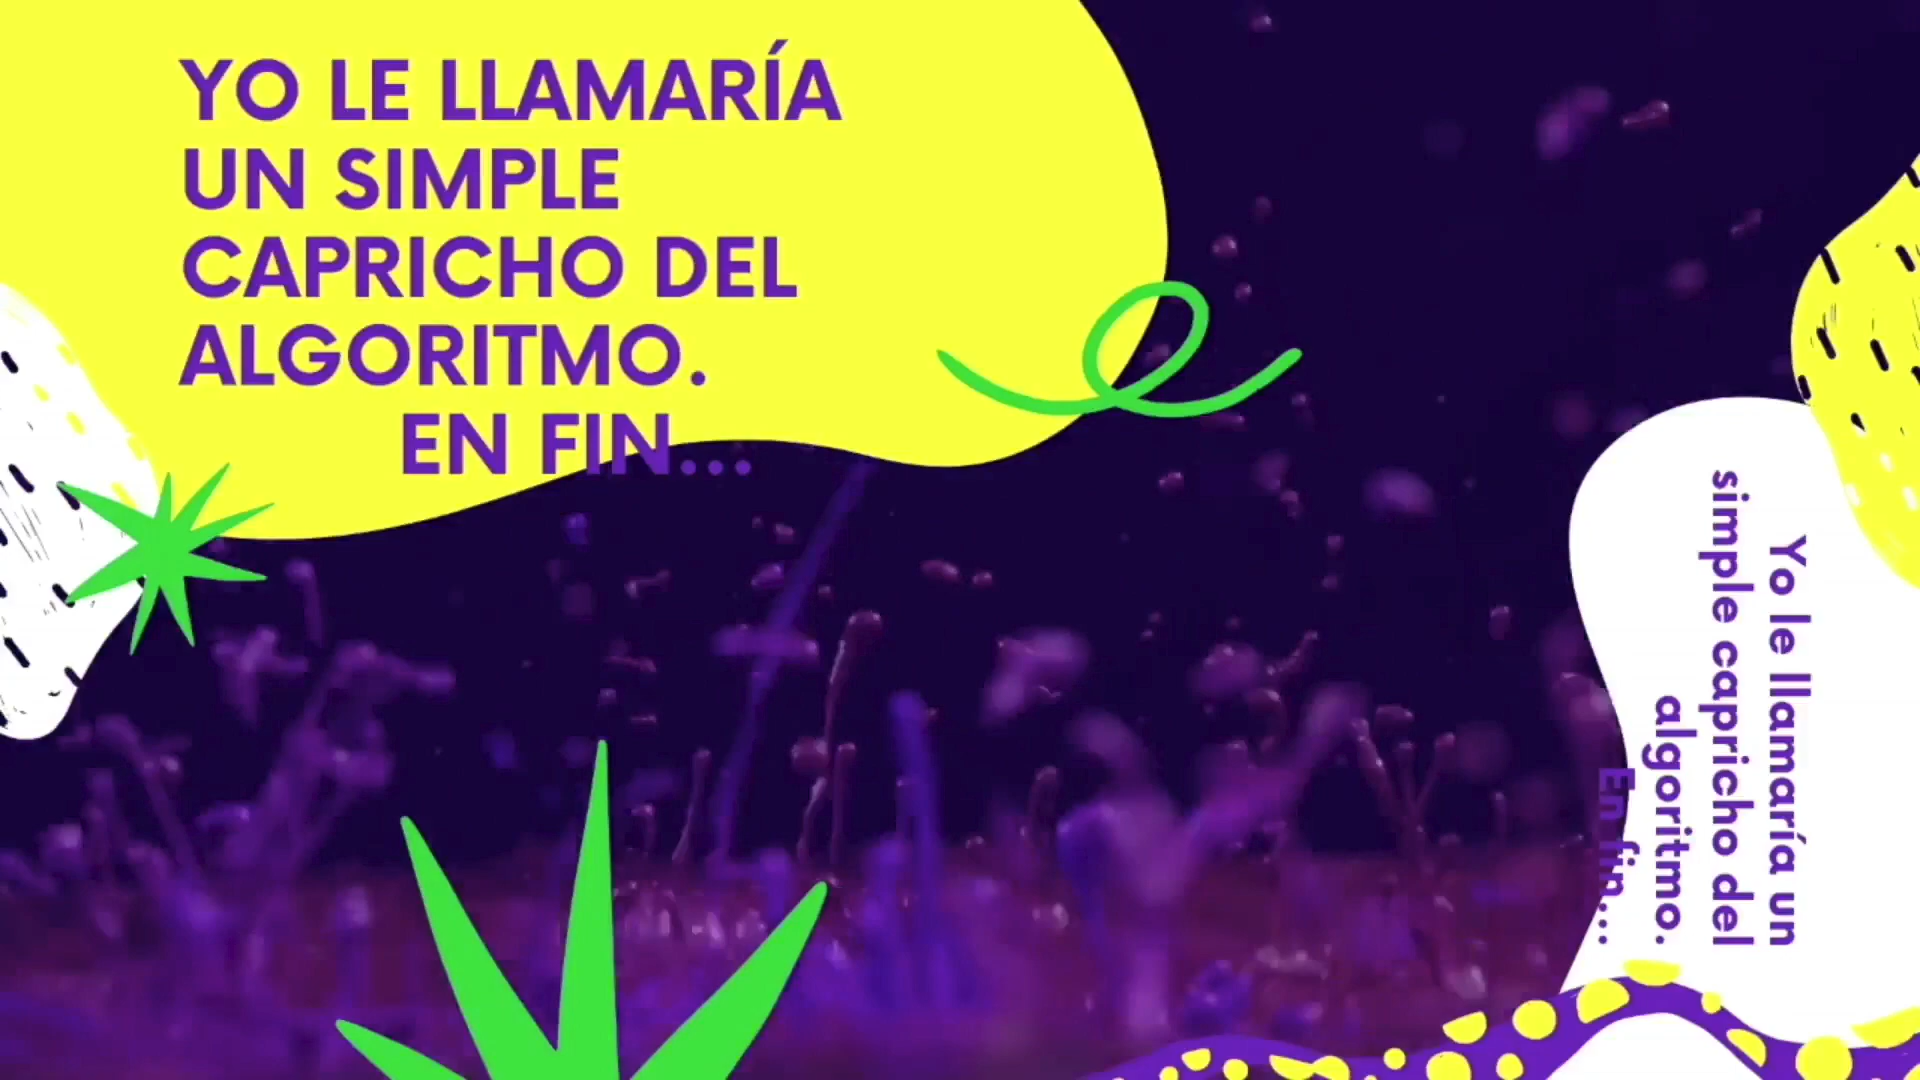 YO LE LLAMARÍA
UN SIMPLE
CAPRICHO DEL
ALGORITMO.
EN FIN...
Yo le llamaría un
simple capricho del
algoritmo.
En fin...